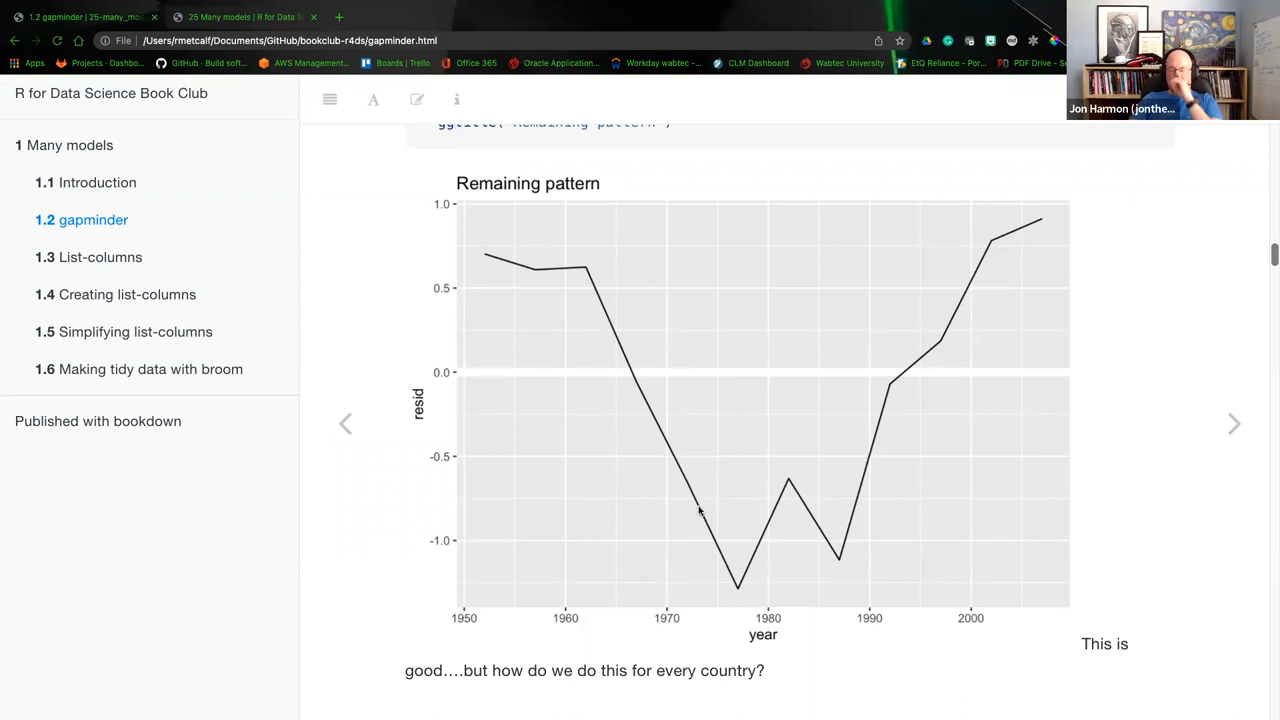 1.2 gapminder | 25-many_mod
25 Many models | R for Data S
File | /Users/rmetcalf/Documents/GitHub/bookclub-r4ds/gapminder.html
Apps Projects · Dashbo... GitHub · Build soft... AWS Management... Boards | Trello Office 365 Oracle Application... Workday wabtec -... CLM Dashboard Wabtec University EtQ Reliance - Por... PDF Drive - Se
Jon Harmon (jonthe...
R for Data Science Book Club
1 Many models
1.1 Introduction
1.2 gapminder
1.3 List-columns
1.4 Creating list-columns
1.5 Simplifying list-columns
1.6 Making tidy data with broom
Published with bookdown
ggtitle("Remaining pattern")
Remaining pattern
1.0
0.5
0.0
-0.5
-1.0
resid
1950 1960 1970 1980 1990 2000
year
This is
good....but how do we do this for every country?